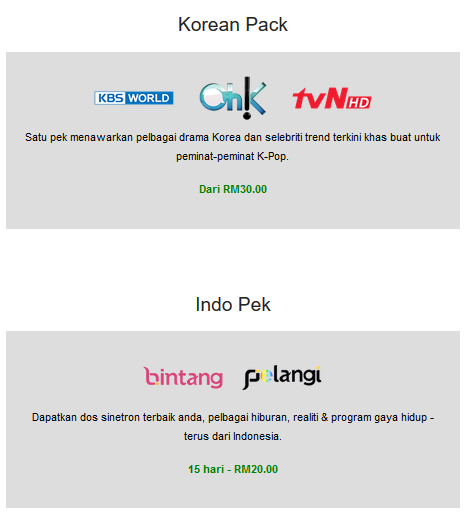 Korean Pack
KBS WORLD Oh!K tvN HD
Satu pek menawarkan pelbagai drama Korea dan selebriti trend terkini khas buat untuk
peminat-peminat K-Pop.
Dari RM30.00
Indo Pek
bintang pelangi
Dapatkan dos sinetron terbaik anda, pelbagai hiburan, realiti & program gaya hidup -
terus dari Indonesia.
15 hari - RM20.00